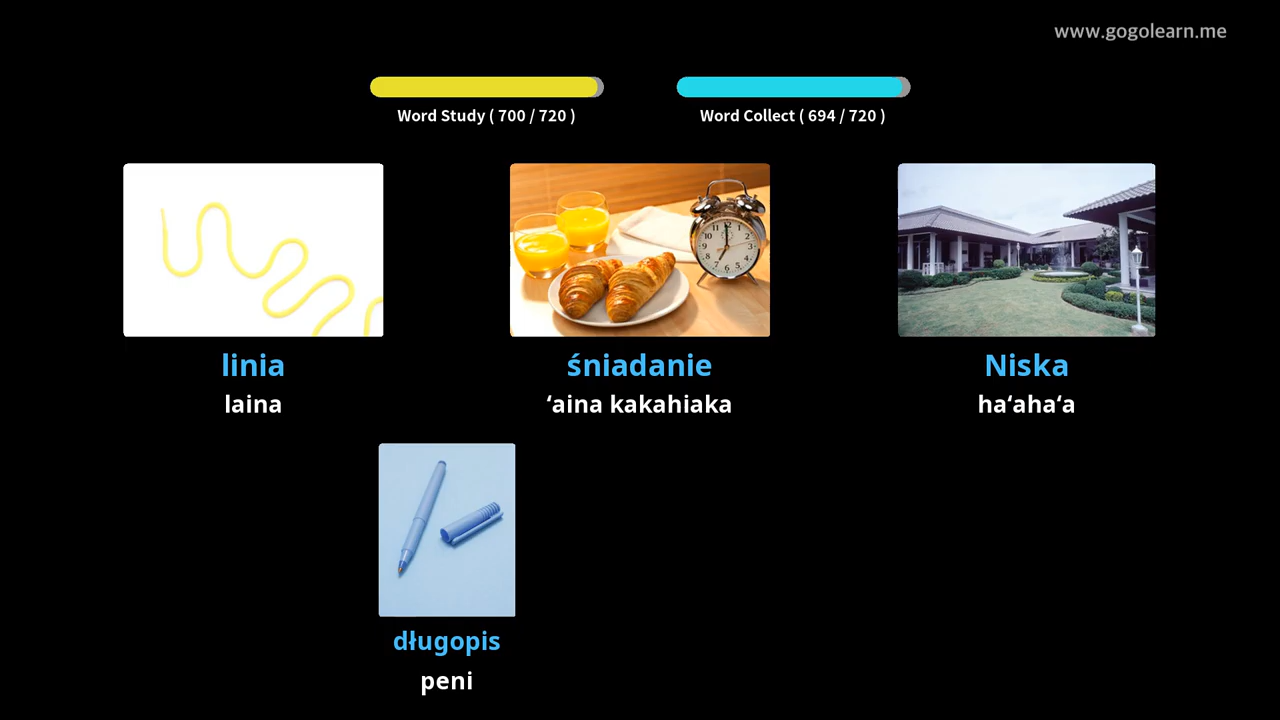 www.gogolearn.me
Word Study ( 700 / 720 )
Word Collect ( 694 / 720 )
linia
laina
śniadanie
ʻaina kakahiaka
Niska
haʻahaʻa
długopis
peni